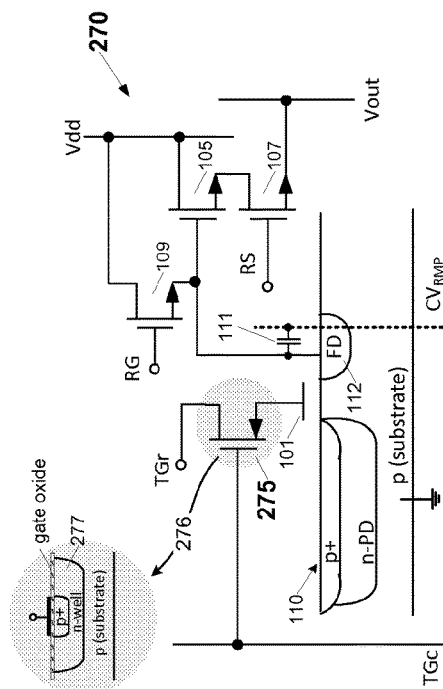 270
Vdd
105
107
Vout
109
RG
RS
111
CV_RMP
FD
112
TGr
101
275
276
gate oxide
277
p+
n-well
p (substrate)
p (substrate)
p+
n-PD
110
TGc